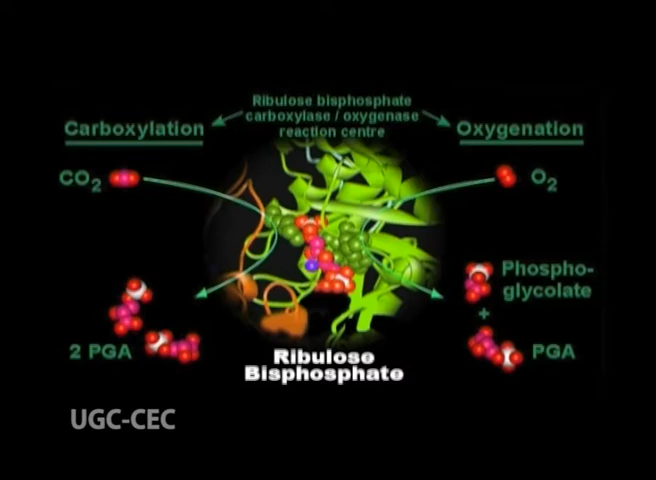 Ribulose bisphosphate
carboxylase / oxygenase
reaction centre
Carboxylation
Oxygenation
CO2
O2
Phospho-
glycolate
+
2 PGA
PGA
Ribulose
Bisphosphate
UGC-CEC